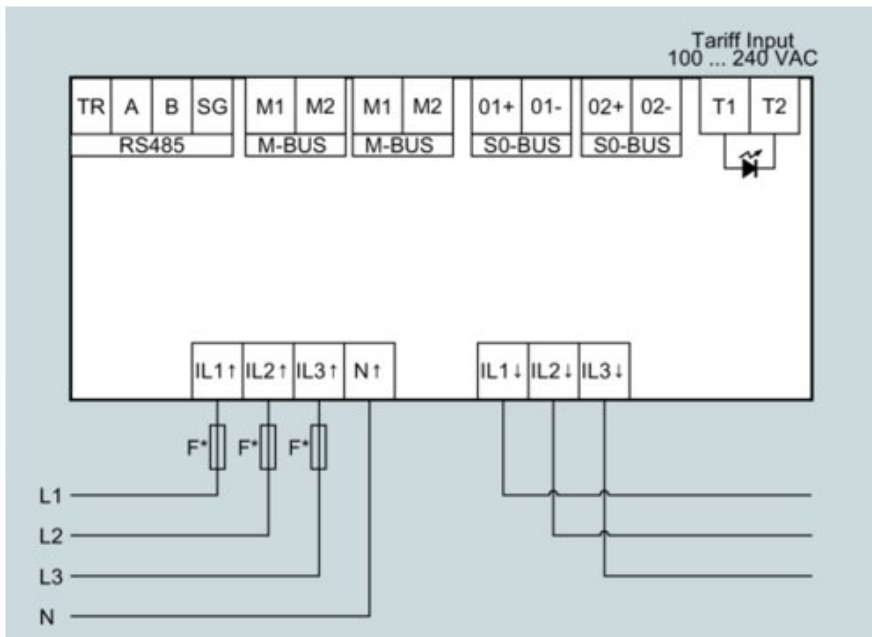 Tariff Input
100 ... 240 VAC
TR A B SG M1 M2 M1 M2 01+ 01- 02+ 02- T1 T2
RS485 M-BUS M-BUS S0-BUS S0-BUS
IL1↑ IL2↑ IL3↑ N↑ IL1↓ IL2↓ IL3↓
F* F* F*
L1
L2
L3
N